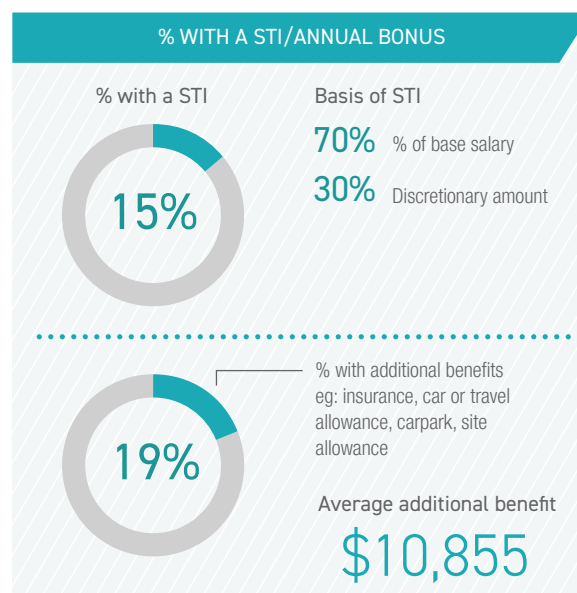 % WITH A STI/ANNUAL BONUS
% with a STI
15%
Basis of STI
70% % of base salary
30% Discretionary amount
19%
% with additional benefits
eg: insurance, car or travel
allowance, carpark, site
allowance
Average additional benefit
$10,855